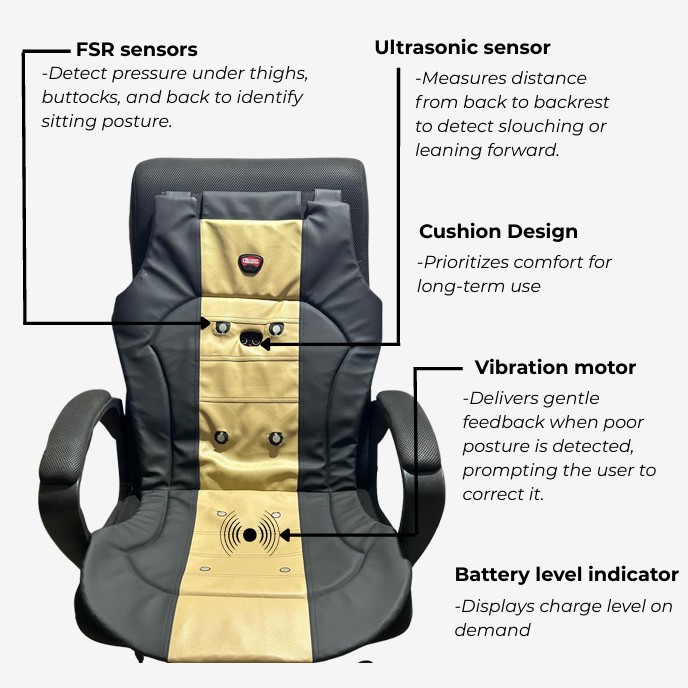 FSR sensors
-Detect pressure under thighs,
buttocks, and back to identify
sitting posture.
Ultrasonic sensor
-Measures distance
from back to backrest
to detect slouching or
leaning forward.
Cushion Design
-Prioritizes comfort for
long-term use
Vibration motor
-Delivers gentle
feedback when poor
posture is detected,
prompting the user to
correct it.
Battery level indicator
-Displays charge level on
demand